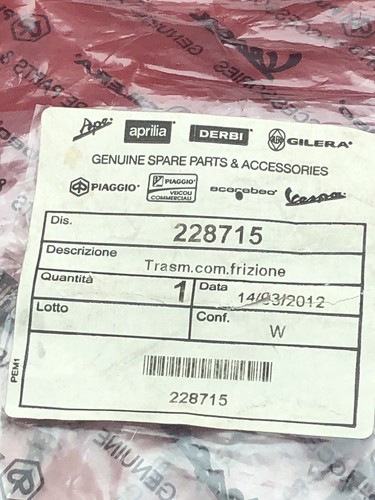 Ape aprilia DERBI GILERA
GENUINE SPARE PARTS & ACCESSORIES
PIAGGIO PIAGGIO VEICOLI COMMERCIALI scarabeo Vespa
Dis. 228715
Descrizione Trasm.com.frizione
Quantità 1 Data 14/03/2012
Lotto Conf. W
PEM1
228715
GENUINE